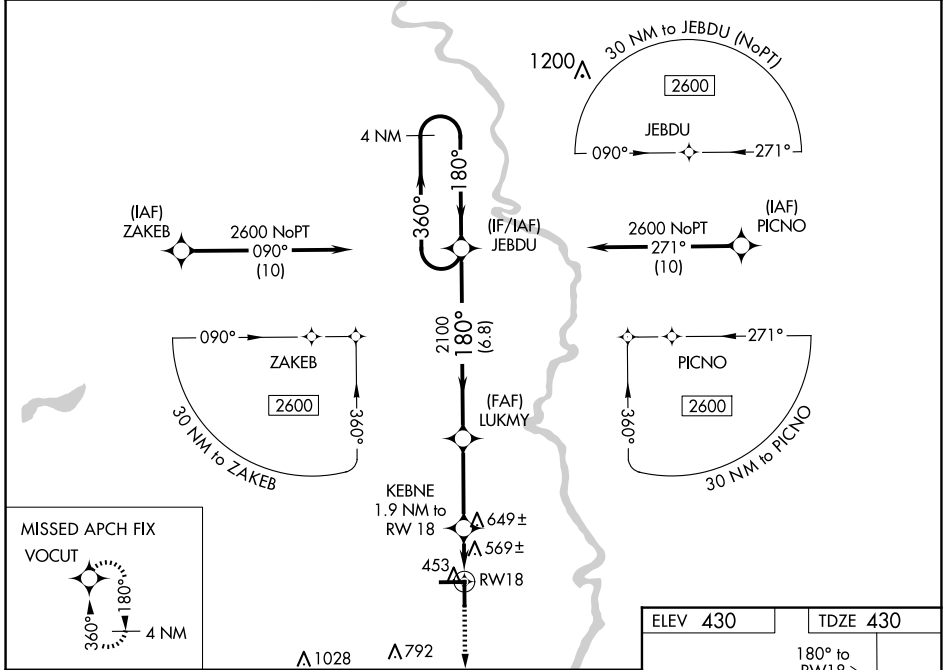 30 NM to JEBDU (NoPT)
1200
2600
JEBDU
090°
271°
4 NM
180°
360°
(IAF)
ZAKEB
2600 NoPT
090°
(10)
(IF/IAF)
JEBDU
2600 NoPT
271°
(10)
(IAF)
PICNO
2100
180°
(6.8)
090°
ZAKEB
2600
360°
30 NM to ZAKEB
271°
PICNO
2600
360°
30 NM to PICNO
(FAF)
LUKMY
KEBNE
1.9 NM to
RW 18
649±
569±
453
RW18
MISSED APCH FIX
VOCUT
360°
180°
4 NM
1028
792
ELEV 430
TDZE 430
180° to
RW18